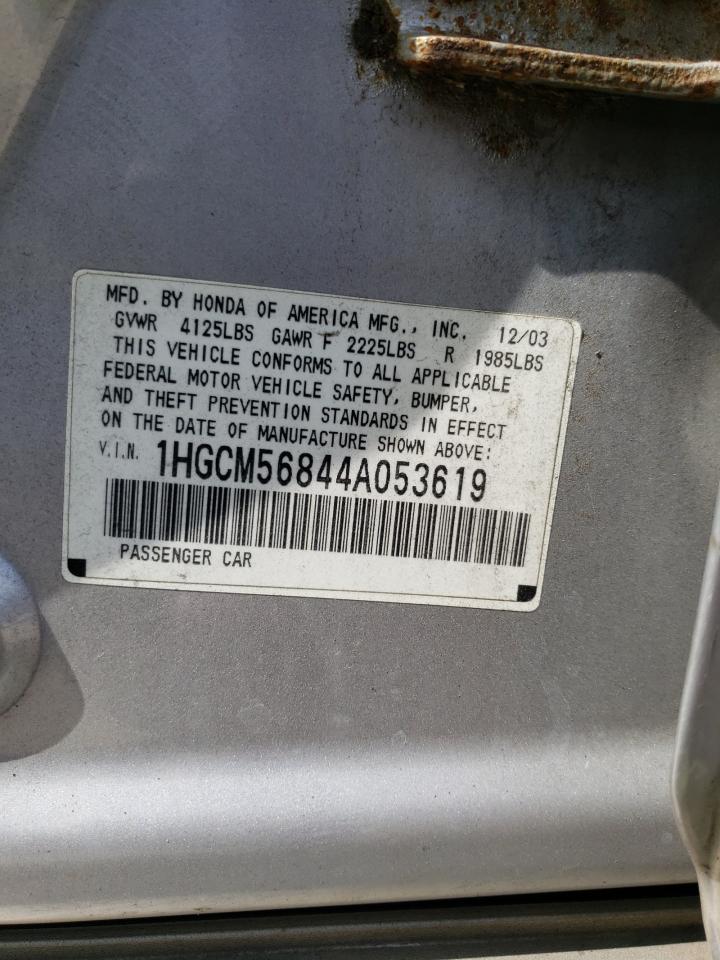 MFD. BY HONDA OF AMERICA MFG., INC. 12/03
GVWR 4125LBS GAWR F 2225LBS R 1985LBS
THIS VEHICLE CONFORMS TO ALL APPLICABLE
FEDERAL MOTOR VEHICLE SAFETY, BUMPER,
AND THEFT PREVENTION STANDARDS IN EFFECT
ON THE DATE OF MANUFACTURE SHOWN ABOVE:
V.I.N. 1HGCM56844A053619
PASSENGER CAR